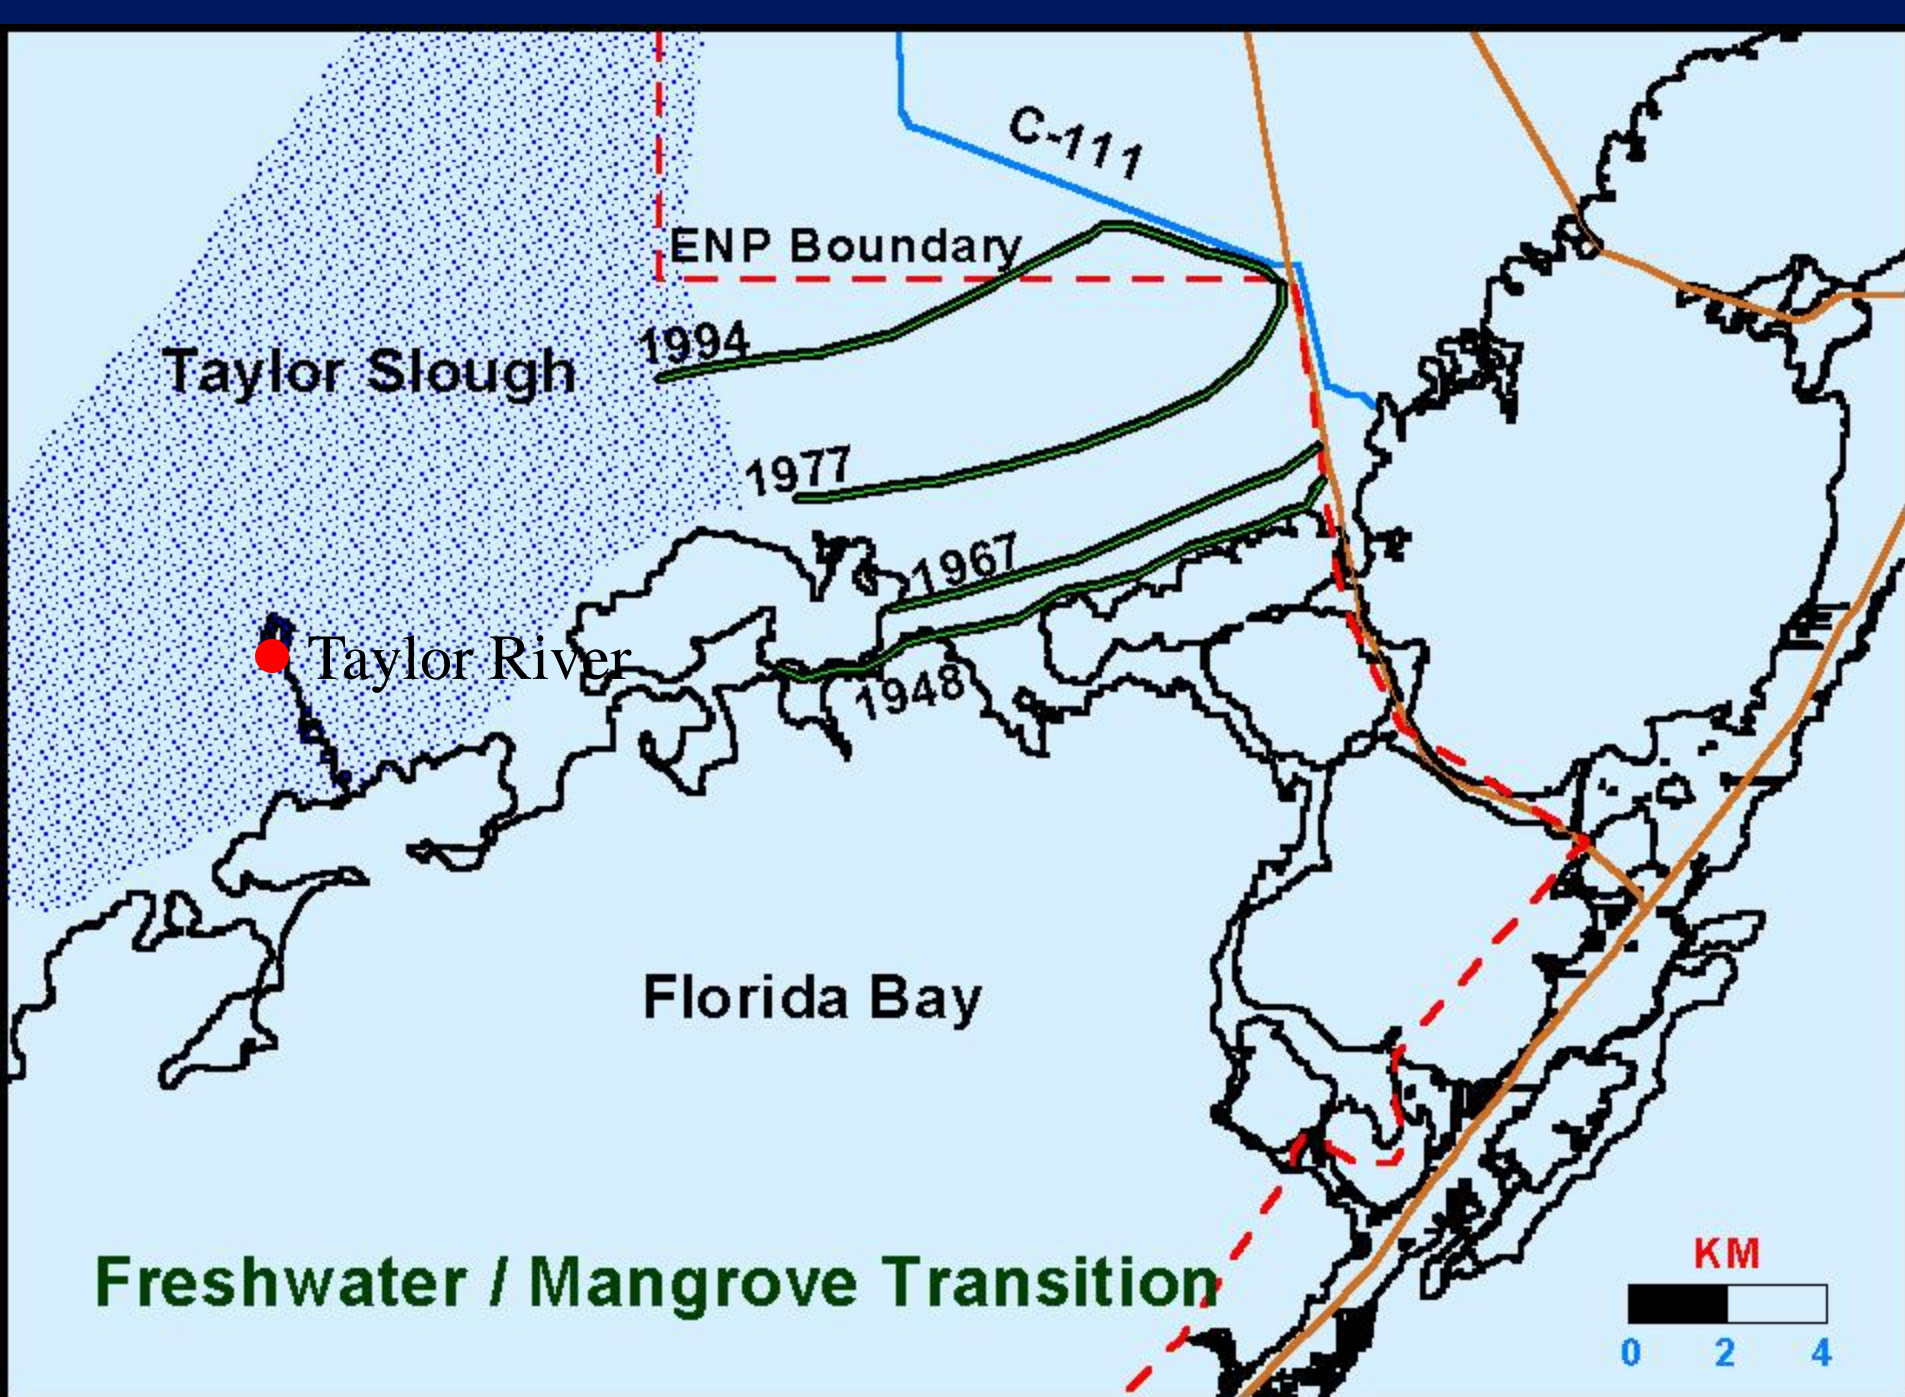 C-111
ENP Boundary
1994
Taylor Slough
1977
1967
Taylor River
1948
Florida Bay
Freshwater / Mangrove Transition
KM
0 2 4